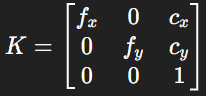 f_x 0 c_x
K = 0 f_y c_y
0 0 1